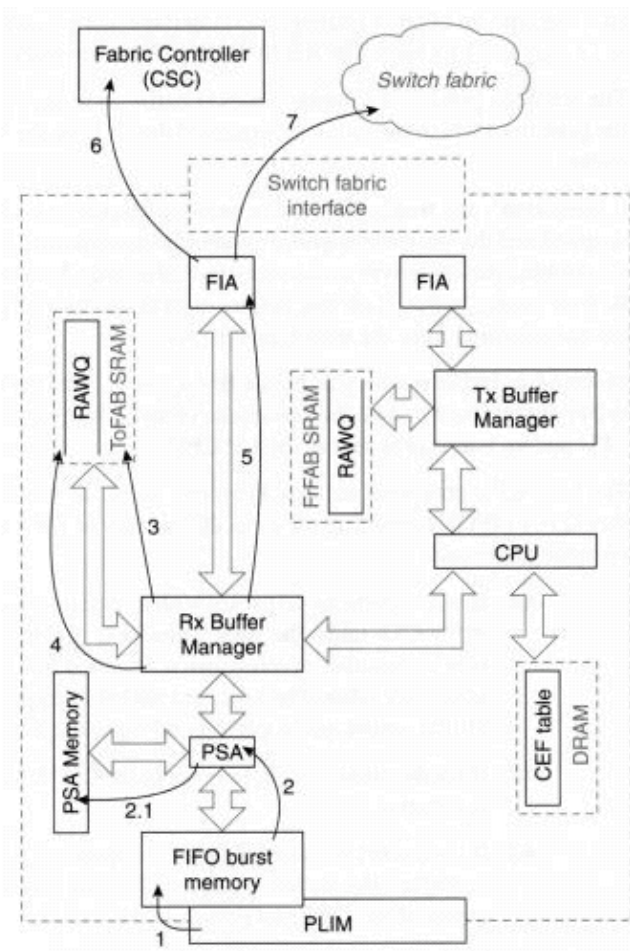 Fabric Controller
(CSC)
Switch fabric
6
7
Switch fabric
interface
FIA
FIA
RAWQ
ToFAB SRAM
Tx Buffer
Manager
FrFAB SRAM
RAWQ
5
3
CPU
Rx Buffer
Manager
4
PSA Memory
PSA
CEF table
DRAM
2
2.1
FIFO burst
memory
1
PLIM